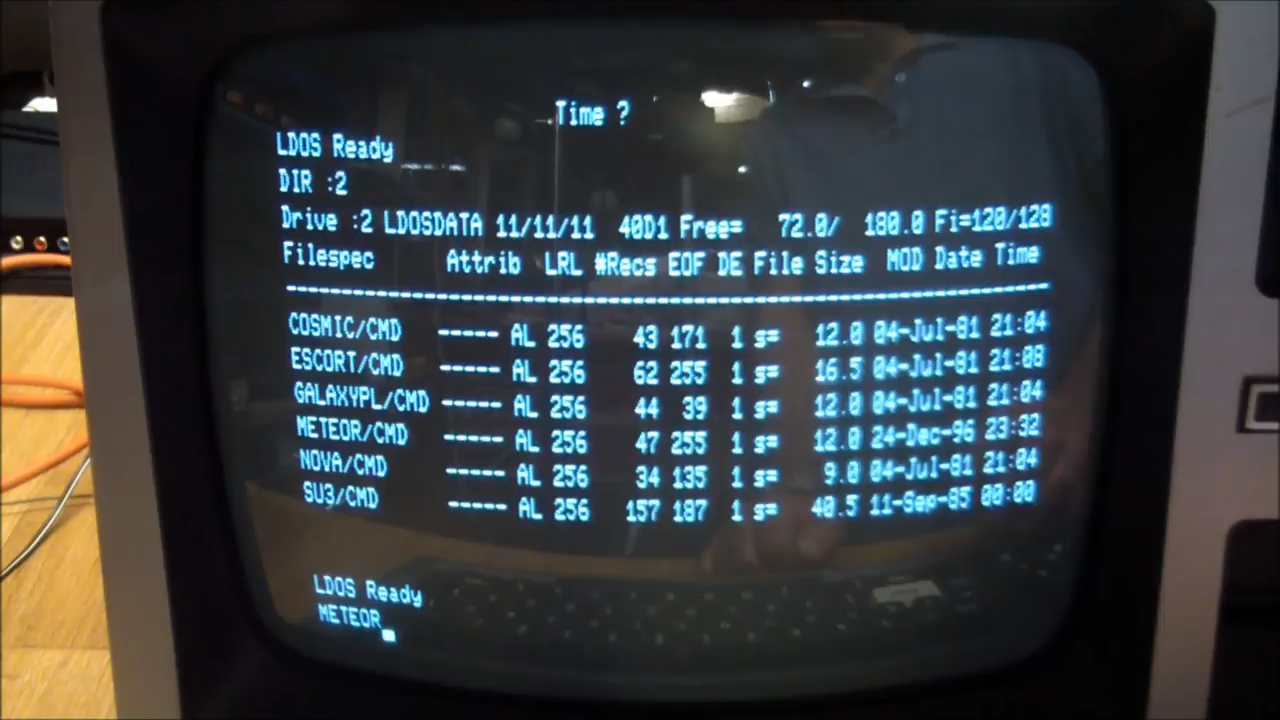 Time ?
LDOS Ready
DIR :2
Drive :2 LDOSDATA 11/11/11 40D1 Free= 72.0/ 180.0 Fi=120/128
Filespec Attrib LRL #Recs EOF DE File Size MOD Date Time
------------------------------------------------------------------------
COSMIC/CMD ----- AL 256 43 171 1 s= 12.0 04-Jul-81 21:04
ESCORT/CMD ----- AL 256 62 255 1 s= 16.5 04-Jul-81 21:08
GALAXYPL/CMD ----- AL 256 44 39 1 s= 12.0 04-Jul-81 21:04
METEOR/CMD ----- AL 256 47 255 1 s= 12.0 24-Dec-96 23:32
NOVA/CMD ----- AL 256 34 135 1 s= 9.0 04-Jul-81 21:04
SU3/CMD ----- AL 256 157 187 1 s= 40.5 11-Sep-85 00:00
LDOS Ready
METEOR